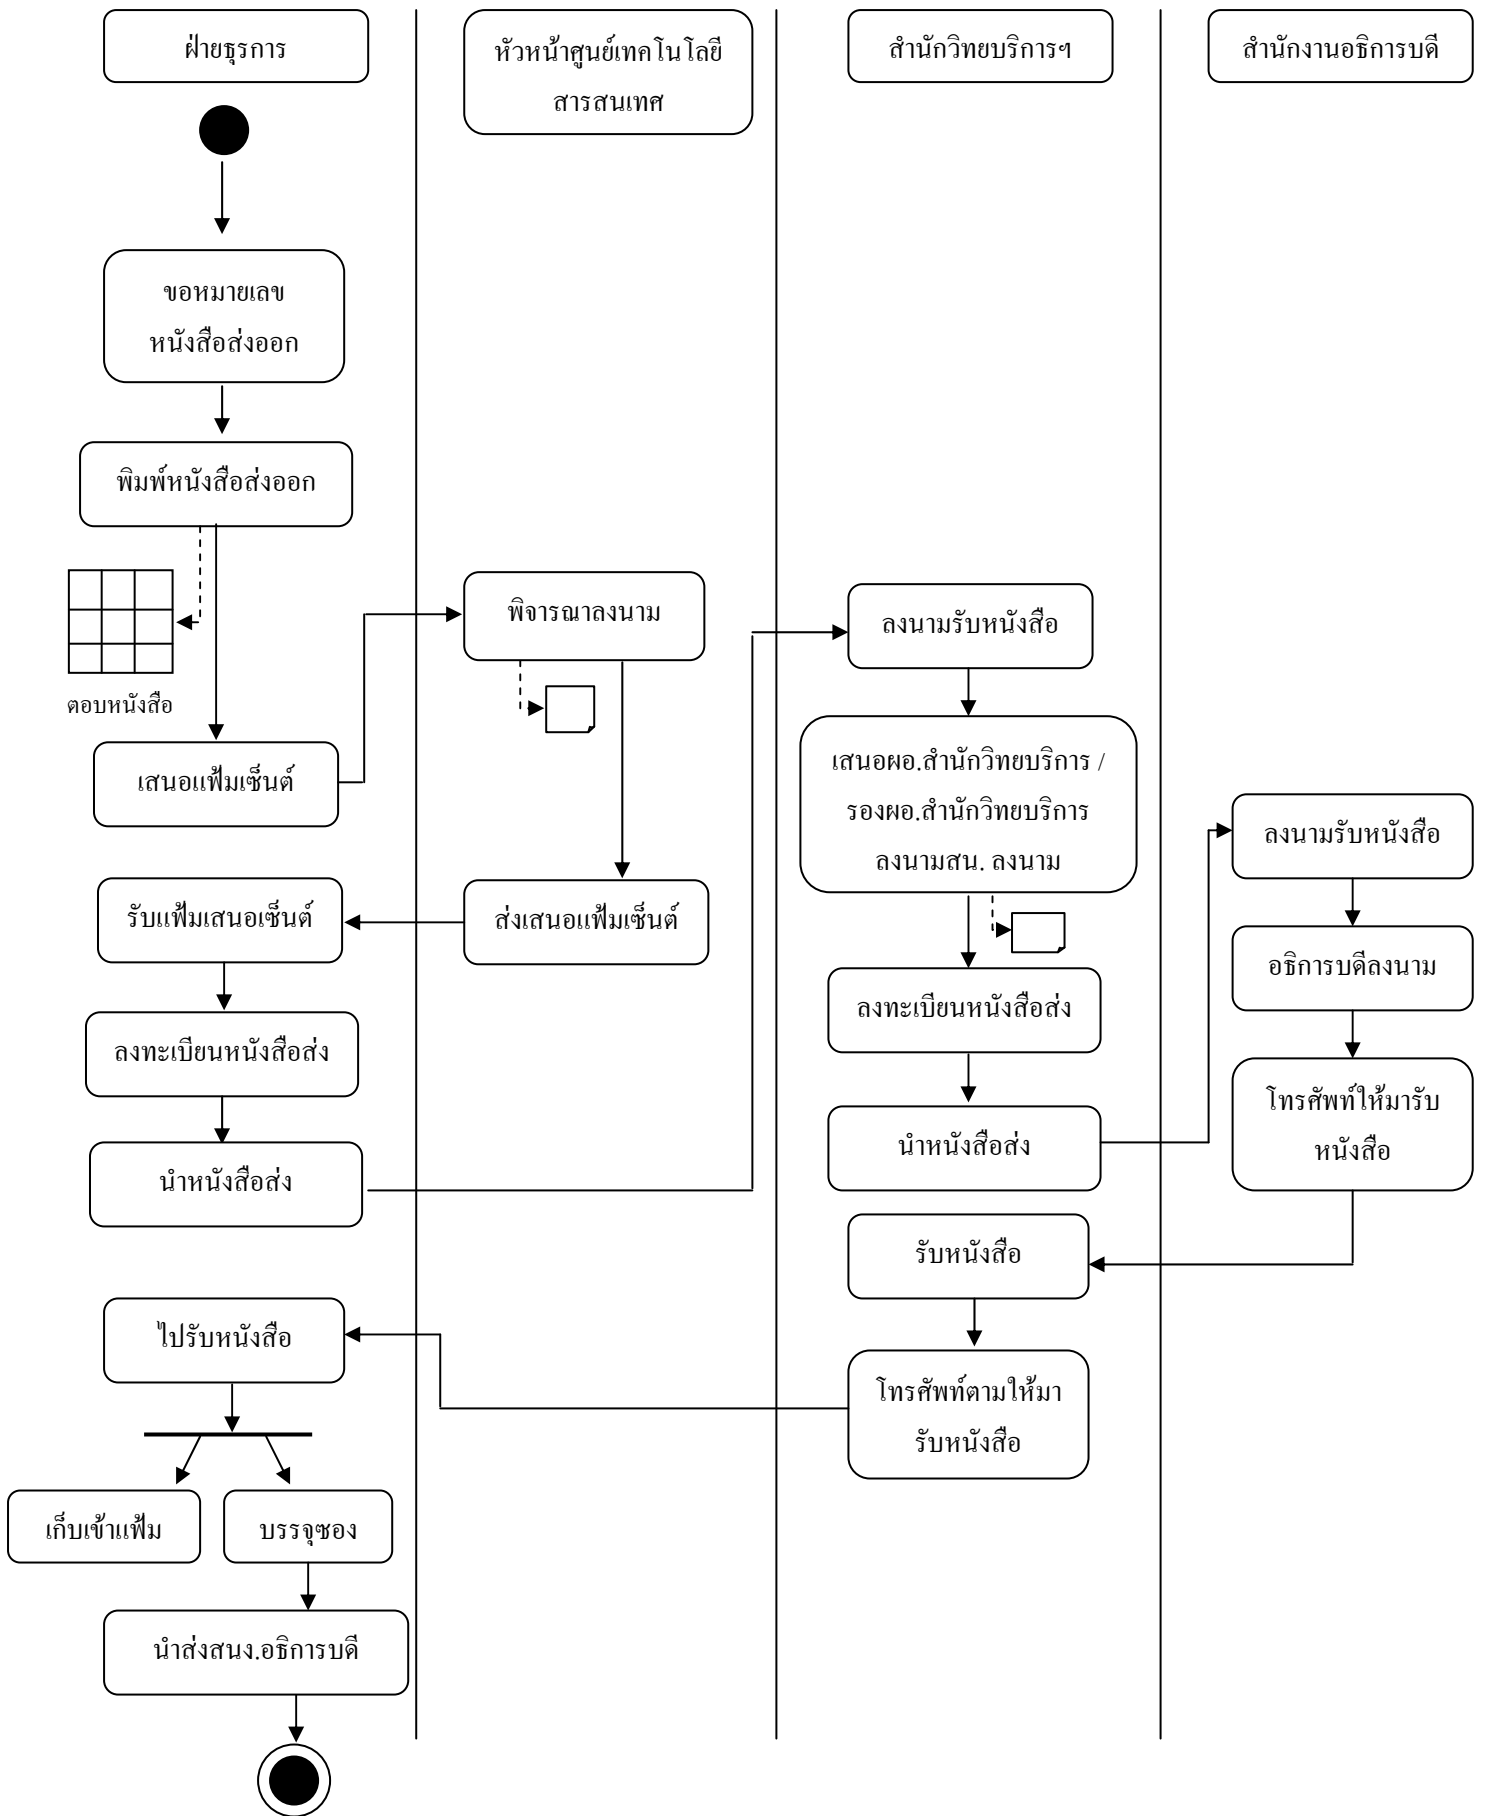 ฝ่ายธุรการ
หัวหน้าศูนย์เทคโนโลยี
สารสนเทศ
สำนักวิทยบริการฯ
สำนักงานอธิการบดี
ขอหมายเลข
หนังสือส่งออก
พิมพ์หนังสือส่งออก
ตอบหนังสือ
เสนอแฟ้มเซ็นต์
พิจารณาลงนาม
ส่งเสนอแฟ้มเซ็นต์
รับแฟ้มเสนอเซ็นต์
ลงทะเบียนหนังสือส่ง
นำหนังสือส่ง
ลงนามรับหนังสือ
เสนอผอ.สำนักวิทยบริการ /
รองผอ.สำนักวิทยบริการ
ลงนามสน. ลงนาม
ลงทะเบียนหนังสือส่ง
นำหนังสือส่ง
ลงนามรับหนังสือ
อธิการบดีลงนาม
โทรศัพท์ให้มารับ
หนังสือ
รับหนังสือ
โทรศัพท์ตามให้มา
รับหนังสือ
ไปรับหนังสือ
เก็บเข้าแฟ้ม
บรรจุซอง
นำส่งสนง.อธิการบดี